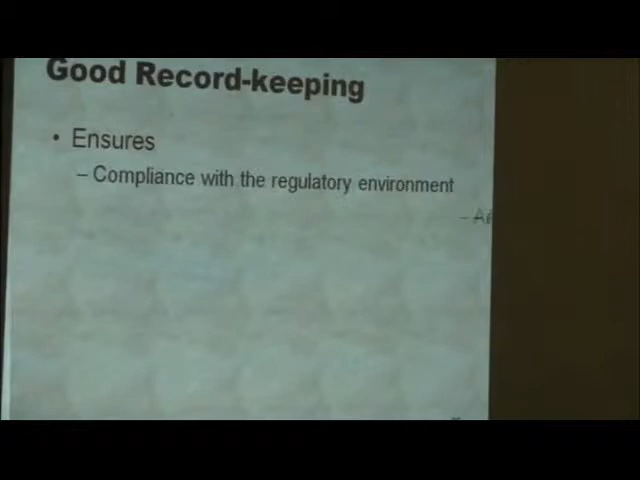 Good Record-keeping
• Ensures
– Compliance with the regulatory environment